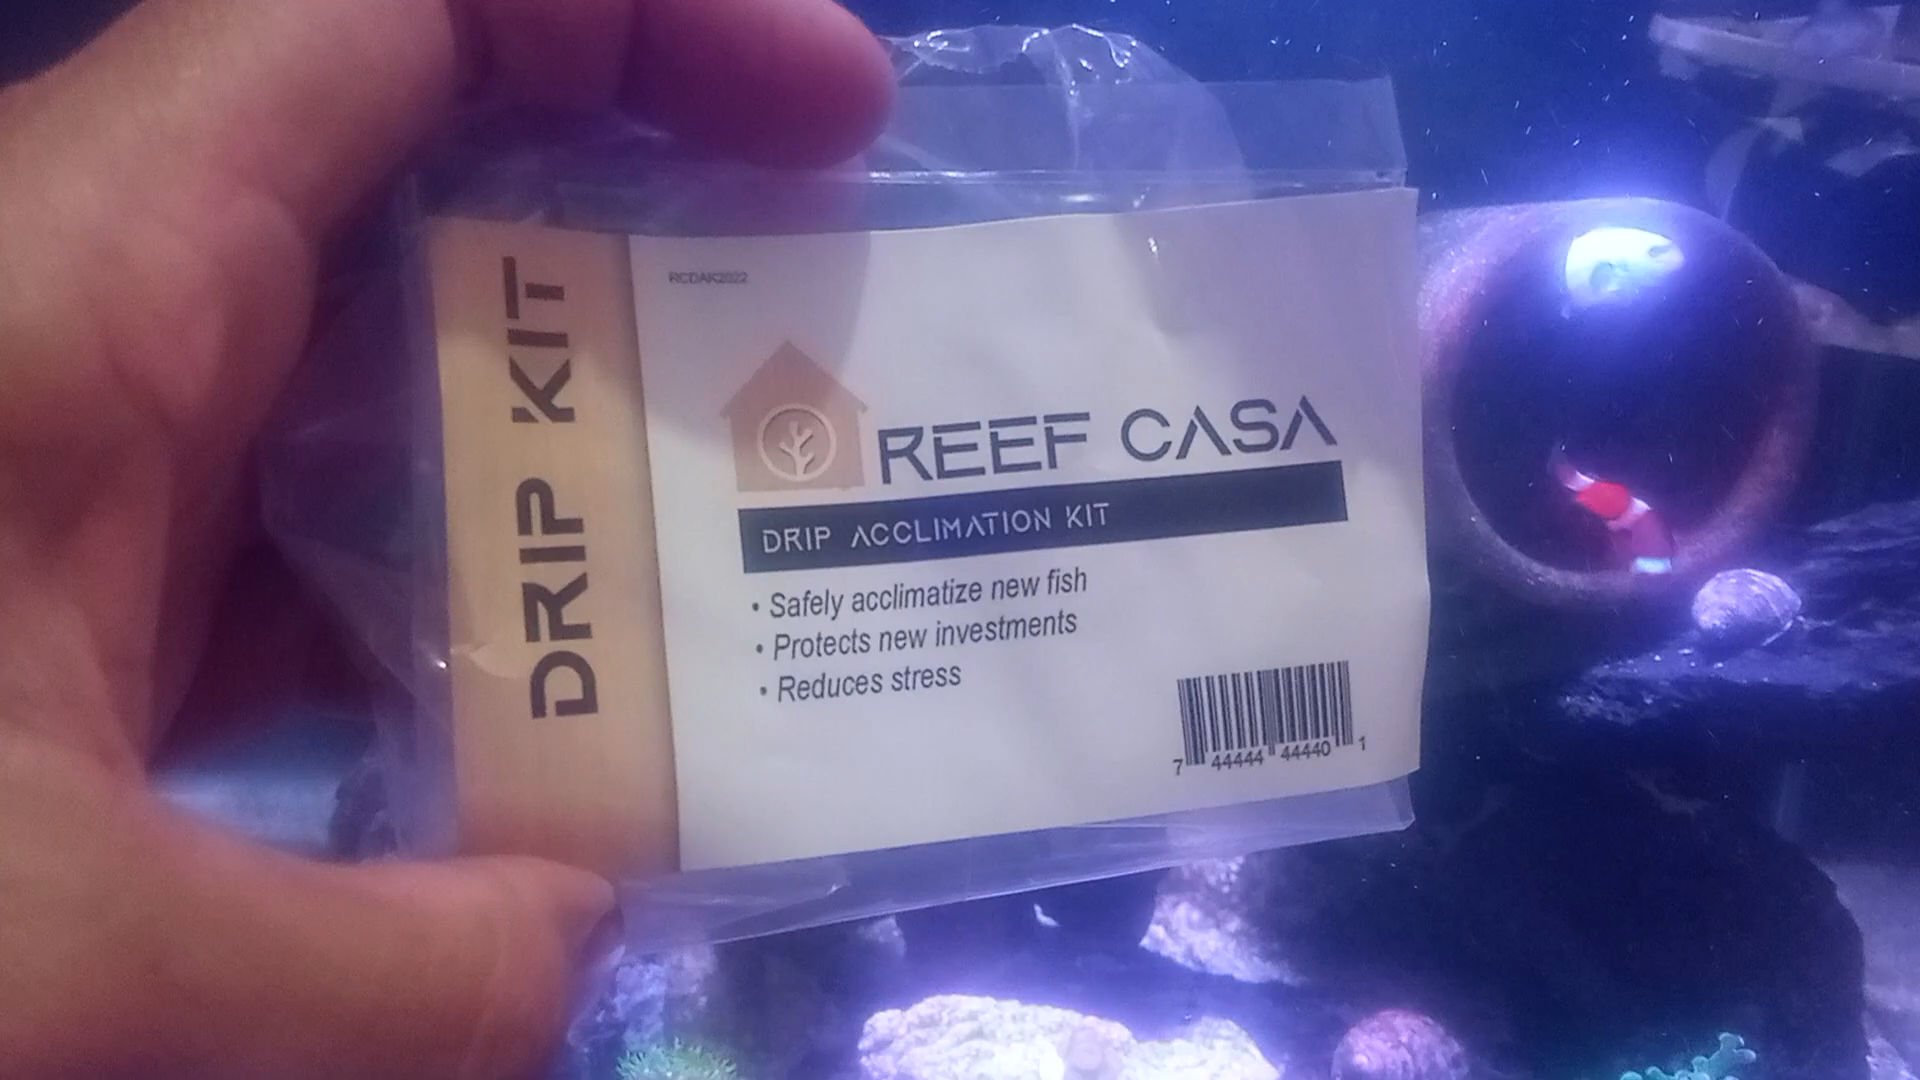 DRIP KIT
RCDAK2022
REEF CASA
DRIP ACCLIMATION KIT
• Safely acclimatize new fish
• Protects new investments
• Reduces stress
7 44444 44440 1